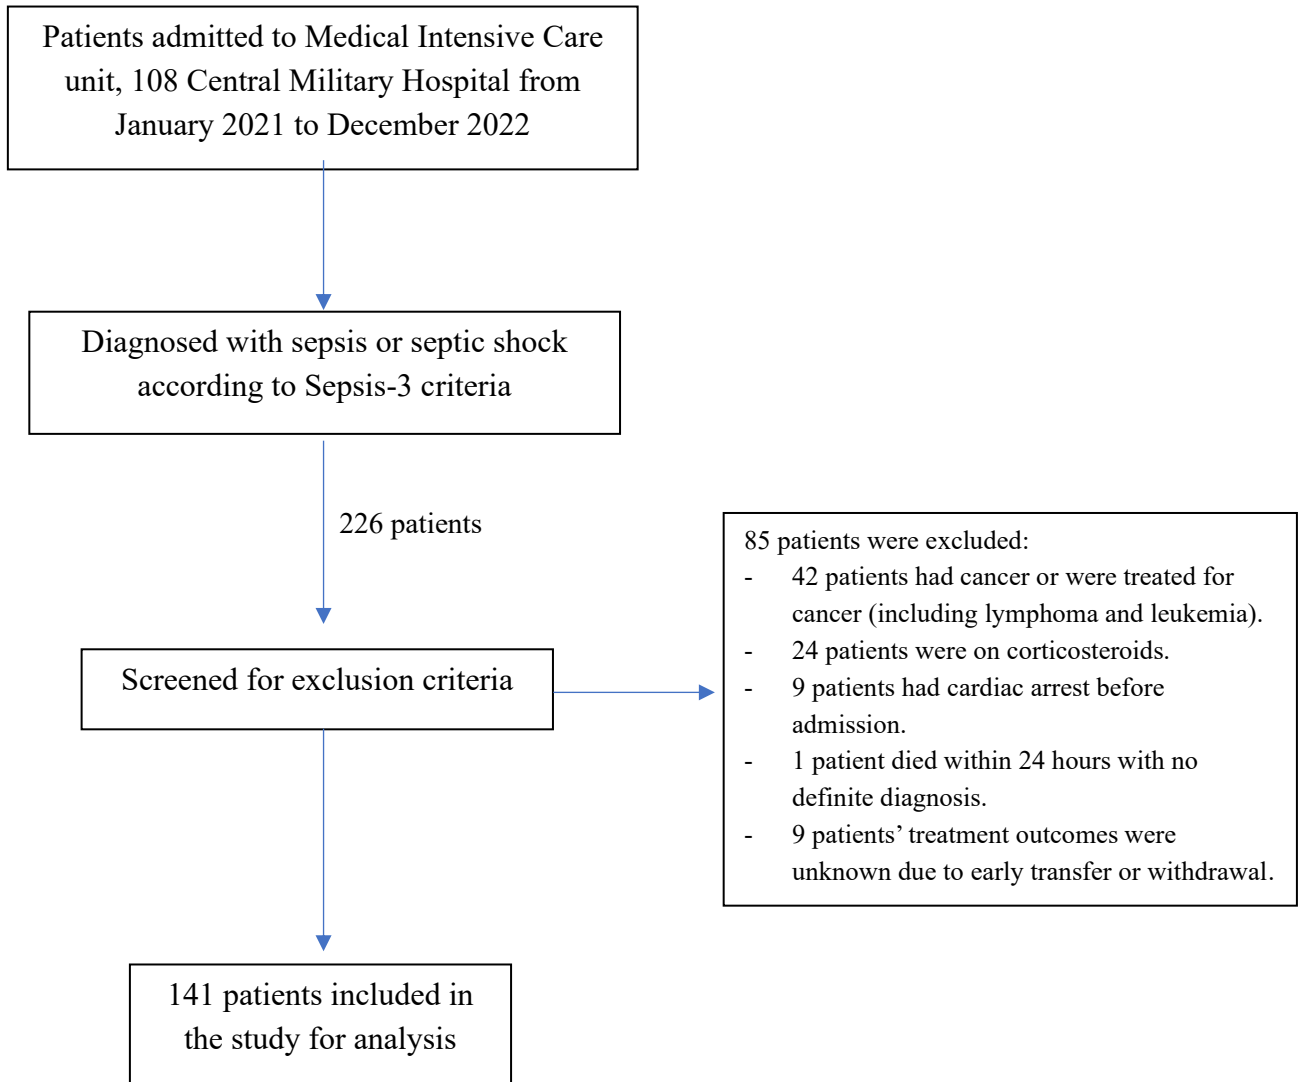 Patients admitted to Medical Intensive Care
unit, 108 Central Military Hospital from
January 2021 to December 2022
Diagnosed with sepsis or septic shock
according to Sepsis-3 criteria
226 patients
Screened for exclusion criteria
85 patients were excluded:
- 42 patients had cancer or were treated for
cancer (including lymphoma and leukemia).
- 24 patients were on corticosteroids.
- 9 patients had cardiac arrest before
admission.
- 1 patient died within 24 hours with no
definite diagnosis.
- 9 patients’ treatment outcomes were
unknown due to early transfer or withdrawal.
141 patients included in
the study for analysis